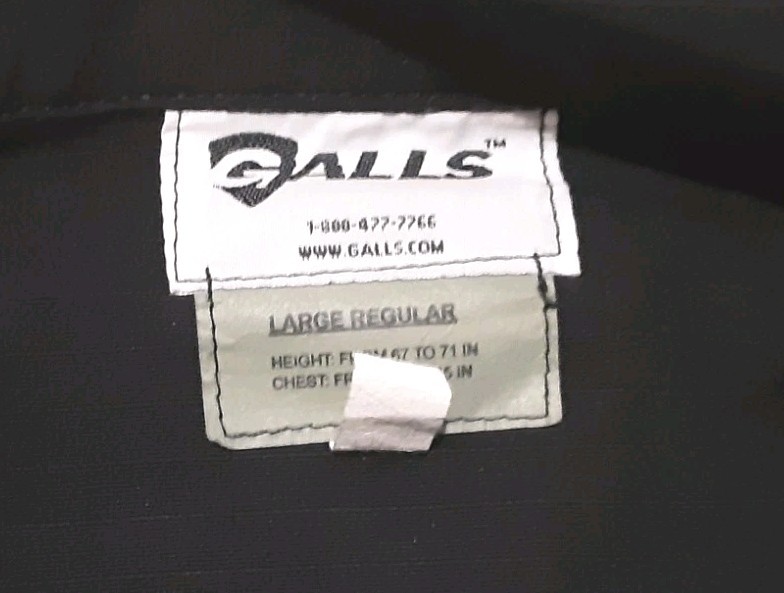 GALLS™
1-800-477-7766
WWW.GALLS.COM
LARGE REGULAR
HEIGHT: 67 TO 71 IN
CHEST: IN